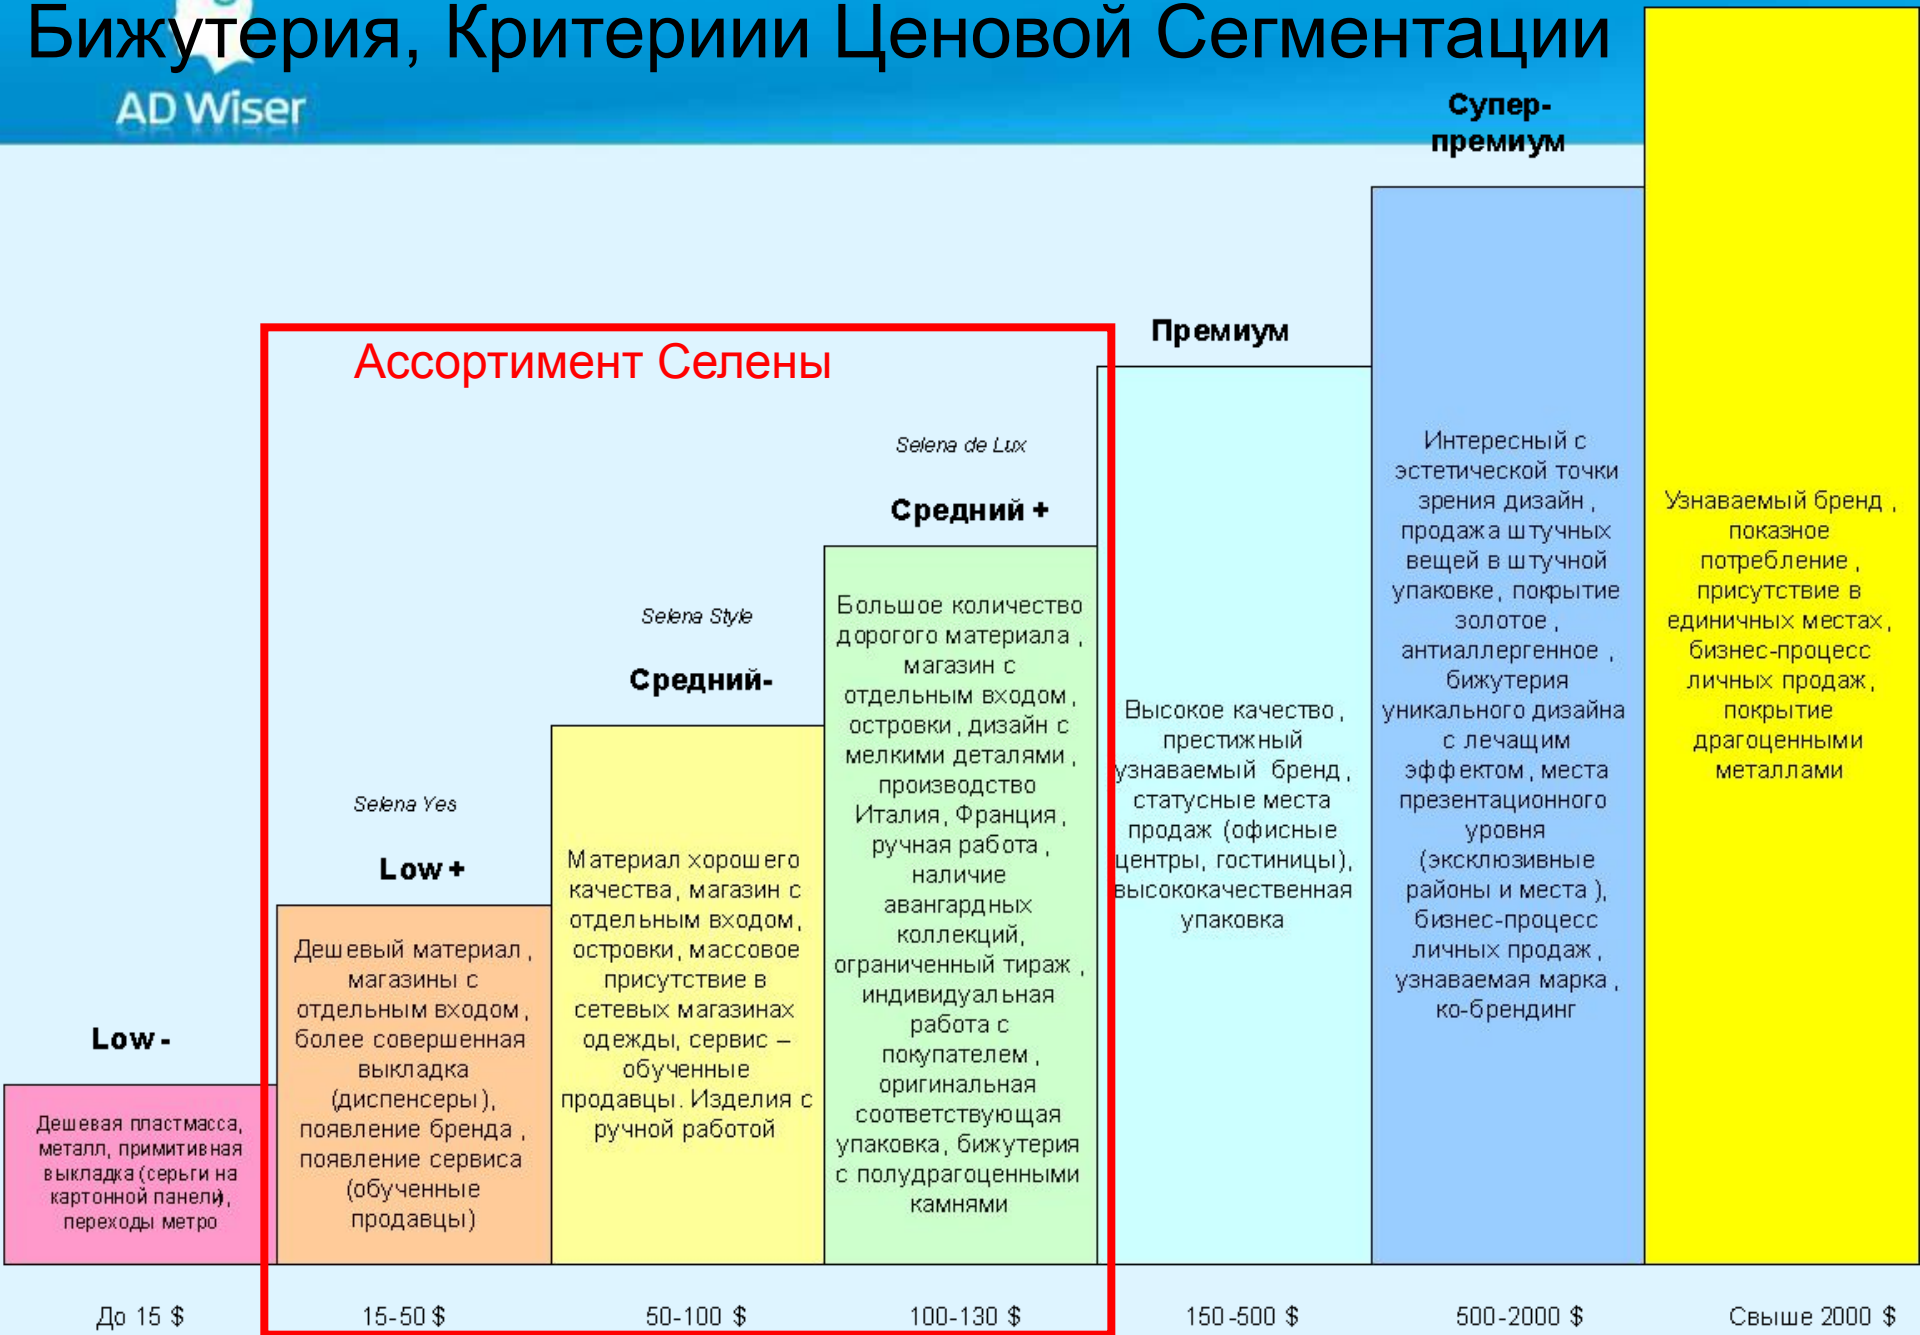 Бижутерия, Критериии Ценовой Сегментации
AD Wiser
Супер-
премиум
Премиум
Ассортимент Селены
Selena de Lux
Средний +
Selena Style
Средний-
Selena Yes
Low +
Low -
Дешевая пластмасса,
металл, примитивная
выкладка (серьги на
картонной панели),
переходы метро
Дешевый материал ,
магазины с
отдельным входом ,
более совершенная
выкладка
(диспенсеры),
появление бренда ,
появление сервиса
(обученные
продавцы)
Материал хорошего
качества, магазин с
отдельным входом,
островки, массовое
присутствие в
сетевых магазинах
одежды, сервис –
обученные
продавцы. Изделия с
ручной работой
Большое количество
дорогого материала ,
магазин с
отдельным входом ,
островки , дизайн с
мелкими деталями ,
производство
Италия, Франция ,
ручная работа ,
наличие
авангардных
коллекций,
ограниченный тираж ,
индивидуальная
работа с
покупателем ,
оригинальная
соответствующая
упаковка, бижутерия
с полудрагоценными
камнями
Высокое качество ,
престижный
узнаваемый бренд ,
статусные места
продаж (офисные
центры, гостиницы),
высококачественная
упаковка
Интересный с
эстетической точки
зрения дизайн ,
продажа штучных
вещей в штучной
упаковке, покрытие
золотое ,
антиаллергенное ,
бижутерия
уникального дизайна
с лечащим
эффектом , места
презентационного
уровня
(эксклюзивные
районы и места ),
бизнес-процесс
личных продаж ,
узнаваемая марка ,
ко-брендинг
Узнаваемый бренд ,
показное
потребление ,
присутствие в
единичных местах,
бизнес-процесс
личных продаж,
покрытие
драгоценными
металлами
До 15 $
15-50 $
50-100 $
100-130 $
150-500 $
500-2000 $
Свыше 2000 $